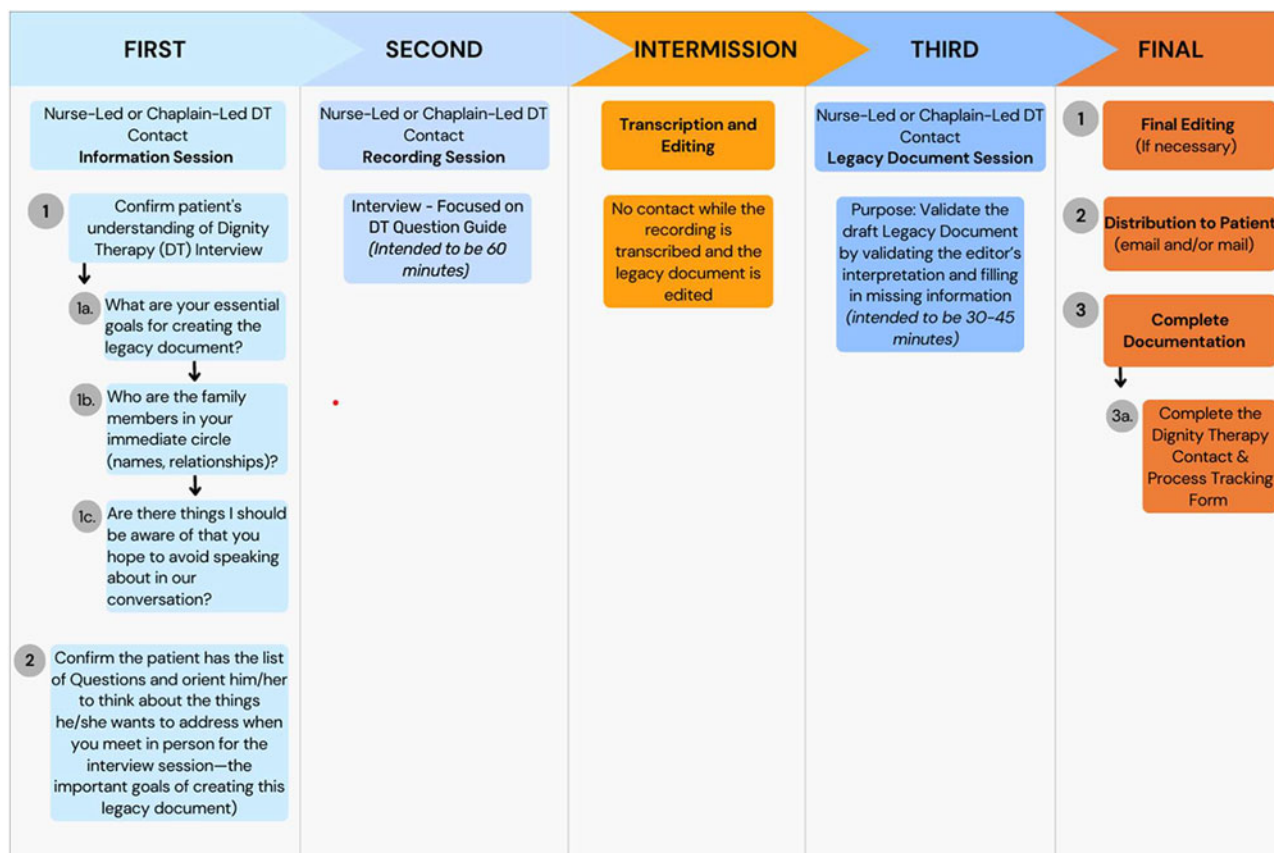 FIRST
SECOND
INTERMISSION
THIRD
FINAL
Nurse-Led or Chaplain-Led DT
Contact
Information Session
1
Confirm patient's
understanding of Dignity
Therapy (DT) Interview
1a.
What are your essential
goals for creating the
legacy document?
1b.
Who are the family
members in your
immediate circle
(names, relationships)?
1c.
Are there things I should
be aware of that you
hope to avoid speaking
about in our
conversation?
2
Confirm the patient has the list
of Questions and orient him/her
to think about the things
he/she wants to address when
you meet in person for the
interview session—the
important goals of creating this
legacy document)
Nurse-Led or Chaplain-Led DT
Contact
Recording Session
Interview - Focused on
DT Question Guide
(Intended to be 60
minutes)
Transcription and
Editing
No contact while the
recording is
transcribed and the
legacy document is
edited
Nurse-Led or Chaplain-Led DT
Contact
Legacy Document Session
Purpose: Validate the
draft Legacy Document
by validating the editor's
interpretation and filling
in missing information
(intended to be 30-45
minutes)
1
Final Editing
(If necessary)
2
Distribution to Patient
(email and/or mail)
3
Complete
Documentation
3a.
Complete the
Dignity Therapy
Contact &
Process Tracking
Form